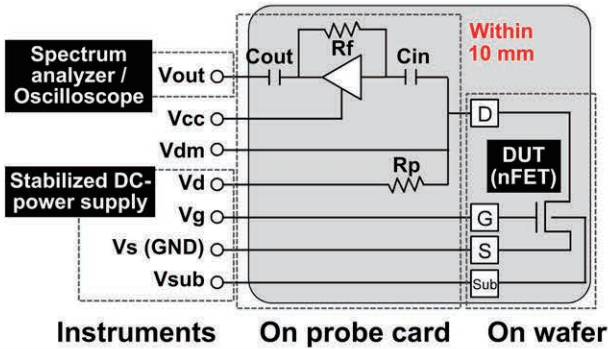 Spectrum
analyzer /
Oscilloscope
Vout
Cout
Rf
Cin
Within
10 mm
Vcc
Vdm
D
Stabilized DC-
power supply
Vd
Rp
DUT
(nFET)
Vg
G
Vs (GND)
S
Vsub
Sub
Instruments
On probe card
On wafer